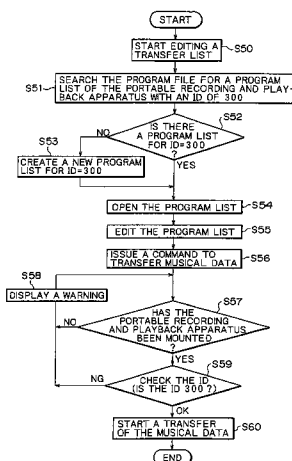 START
START EDITING A
TRANSFER LIST
S50
SEARCH THE PROGRAM FILE FOR A PROGRAM
LIST OF THE PORTABLE RECORDING AND PLAY-
BACK APPARATUS WITH AN ID OF 300
S51
S52
IS THERE
A PROGRAM LIST
FOR ID=300
?
NO
YES
S53
CREATE A NEW PROGRAM
LIST FOR ID=300
OPEN THE PROGRAM LIST
S54
EDIT THE PROGRAM LIST
S55
ISSUE A COMMAND TO
TRANSFER MUSICAL DATA
S56
S58
DISPLAY A WARNING
S57
HAS THE
PORTABLE RECORDING
AND PLAYBACK APPARATUS
BEEN MOUNTED
?
NO
YES
S59
CHECK THE ID
(IS THE ID 300 ?)
NG
OK
START A TRANSFER
OF THE MUSICAL DATA
S60
END